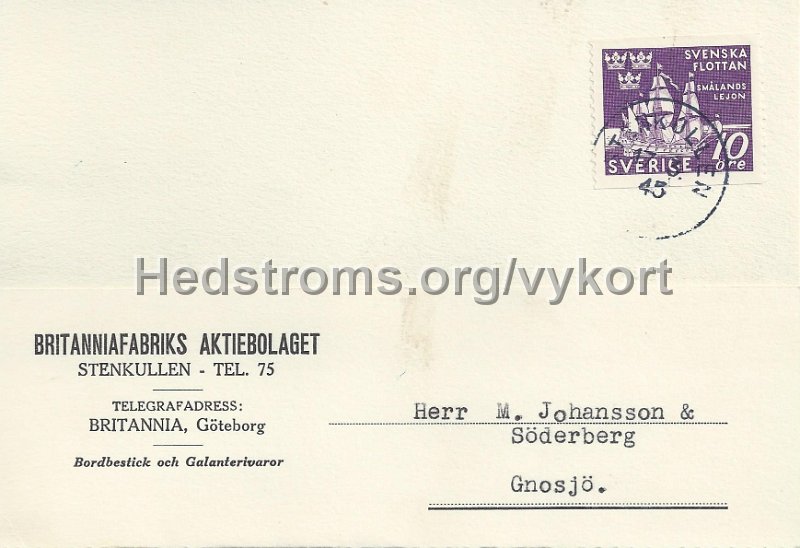 SVENSKA
FLOTTAN
SMÅLANDS
LEJON
SVERIGE
10
öre
STENKULLEN
45
Hedstroms.org/vykort
BRITANNIAFABRIKS AKTIEBOLAGET
STENKULLEN - TEL. 75
TELEGRAFADRESS:
BRITANNIA, Göteborg
Bordbestick och Galanterivaror
Herr M. Johansson &
Söderberg
Gnosjö.